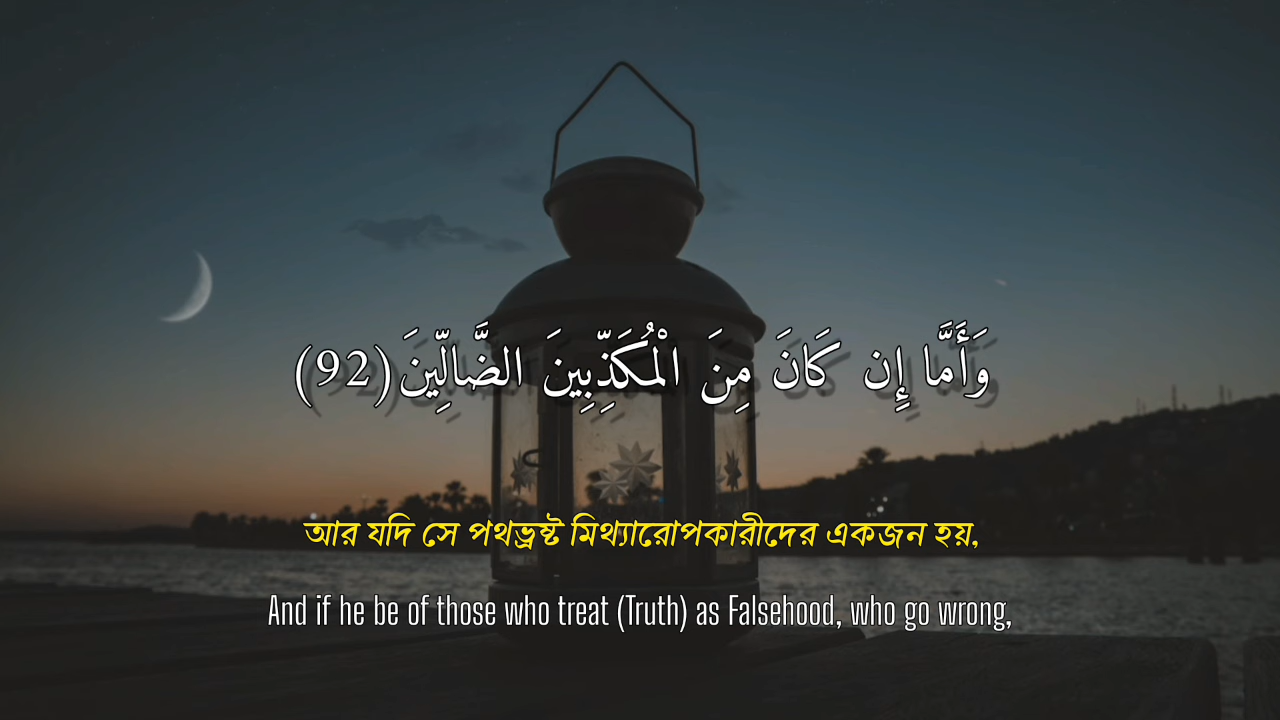 وَأَمَّا إِن كَانَ مِنَ الْمُكَذِّبِينَ الضَّالِّينَ(92)
আর যদি সে পথভ্রষ্ট মিথ্যারোপকারীদের একজন হয়,
And if he be of those who treat (Truth) as Falsehood, who go wrong,